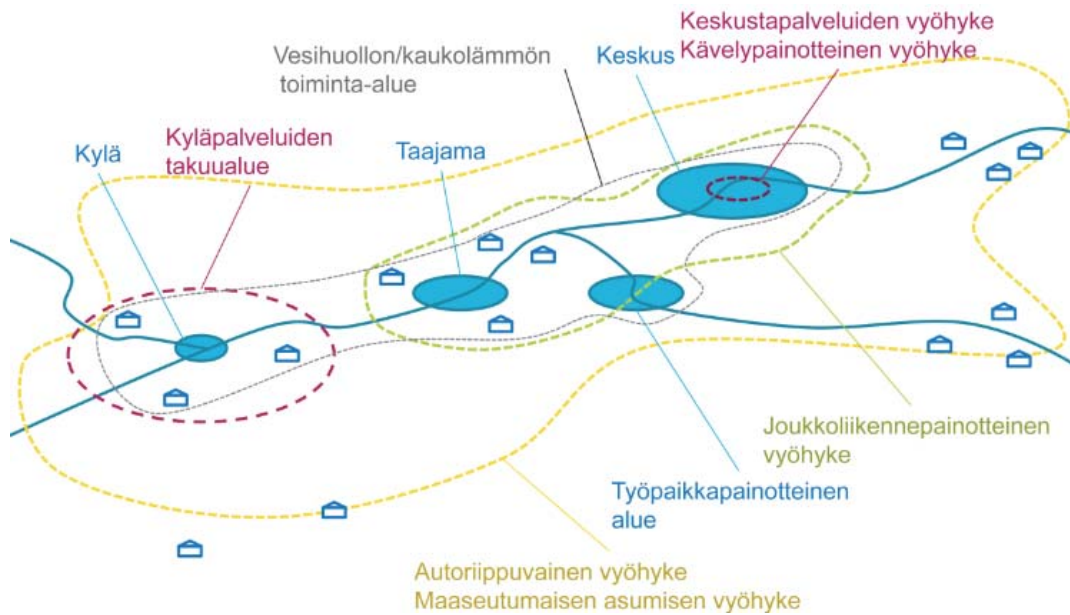 Keskustapalveluiden vyöhyke
Kävelypainotteinen vyöhyke
Vesihuollon/kaukolämmön
toiminta-alue
Keskus
Kyläpalveluiden
takuualue
Kylä
Taajama
Joukkoliikennepainotteinen
vyöhyke
Työpaikkapainotteinen
alue
Autoriippuvainen vyöhyke
Maaseutumaisen asumisen vyöhyke